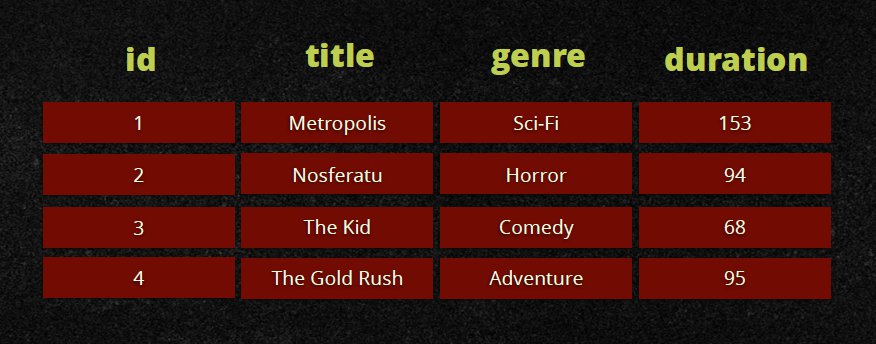 id title genre duration
1 Metropolis Sci-Fi 153
2 Nosferatu Horror 94
3 The Kid Comedy 68
4 The Gold Rush Adventure 95